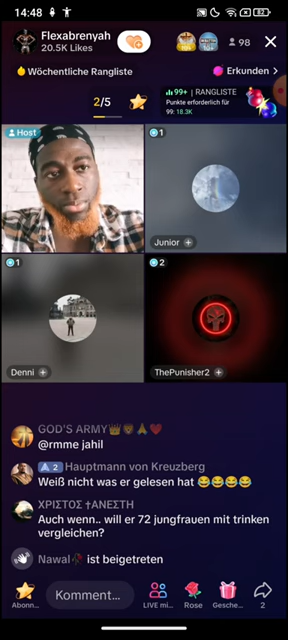 14:48
82
Flexabrenyah
20.5K Likes
98
Wöchentliche Rangliste
Erkunden >
2/5
99+ | RANGLISTE
Punkte erforderlich für
99: 18.3K
Host
1
Junior +
1
2
Denni +
ThePunisher2 +
GOD'S ARMY👑🦁🙏❤️
@rmme jahil
2 Hauptmann von Kreuzberg
Weiß nicht was er gelesen hat 😂😂😂😂
ΧΡΙΣΤΟΣ †ΑΝΕΣΤΗ
Auch wenn.. will er 72 jungfrauen mit trinken
vergleichen?
Nawal🥀 ist beigetreten
Komment...
Abonn...
LIVE mi...
Rose
Gesche...
2